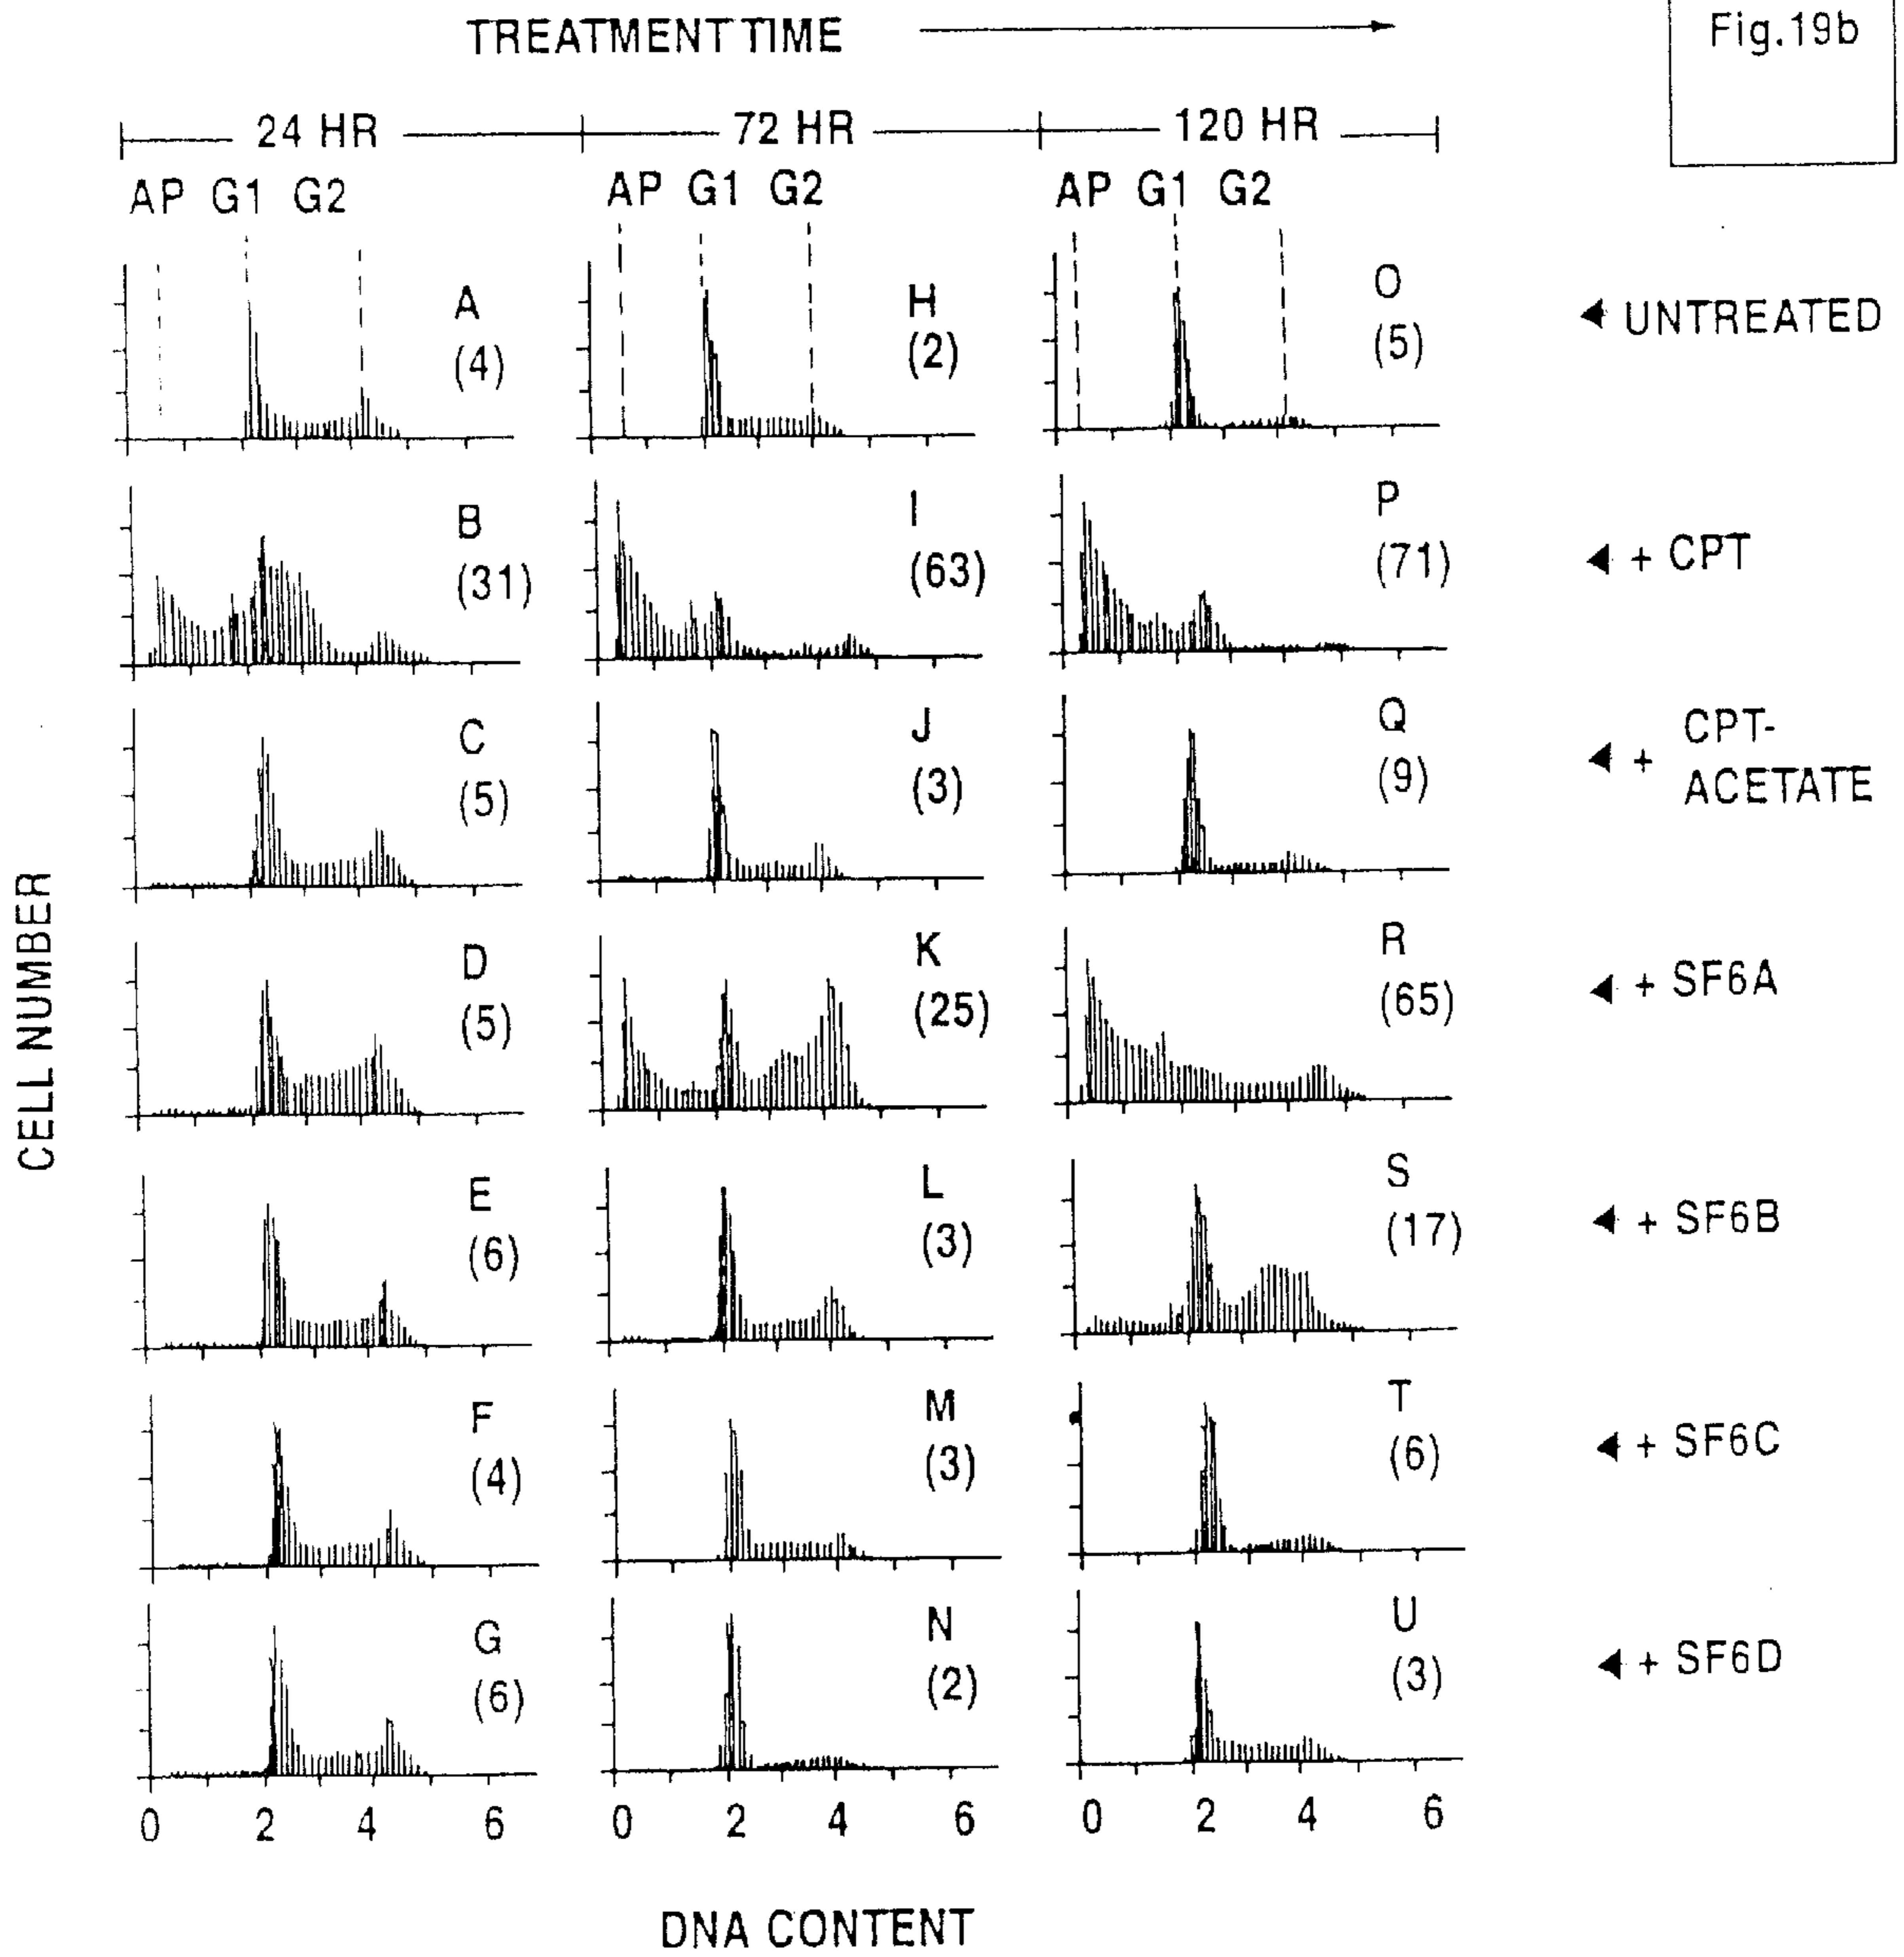 TREATMENT TIME
Fig.19b
24 HR 72 HR 120 HR
AP G1 G2 AP G1 G2 AP G1 G2
A H O
(4) (2) (5)
◄ UNTREATED
B I P
(31) (63) (71)
◄ + CPT
C J Q
(5) (3) (9)
◄ + CPT-
ACETATE
D K R
(5) (25) (65)
◄ + SF6A
E L S
(6) (3) (17)
◄ + SF6B
F M T
(4) (3) (6)
◄ + SF6C
G N U
(6) (2) (3)
◄ + SF6D
0 2 4 6 0 2 4 6 0 2 4 6
CELL NUMBER
DNA CONTENT